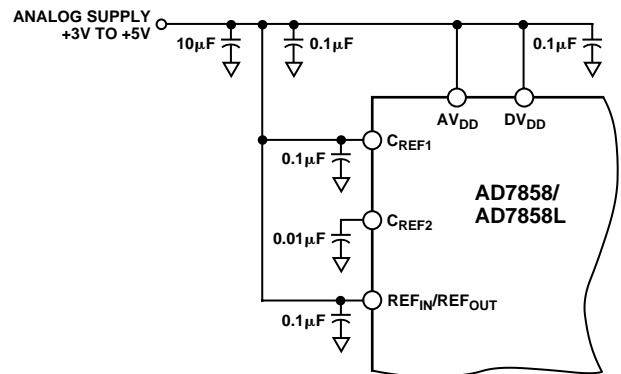 ANALOG SUPPLY
+3V TO +5V
10μF
0.1μF
0.1μF
AVDD
DVDD
CREF1
0.1μF
AD7858/
AD7858L
CREF2
0.01μF
REFIN/REFOUT
0.1μF